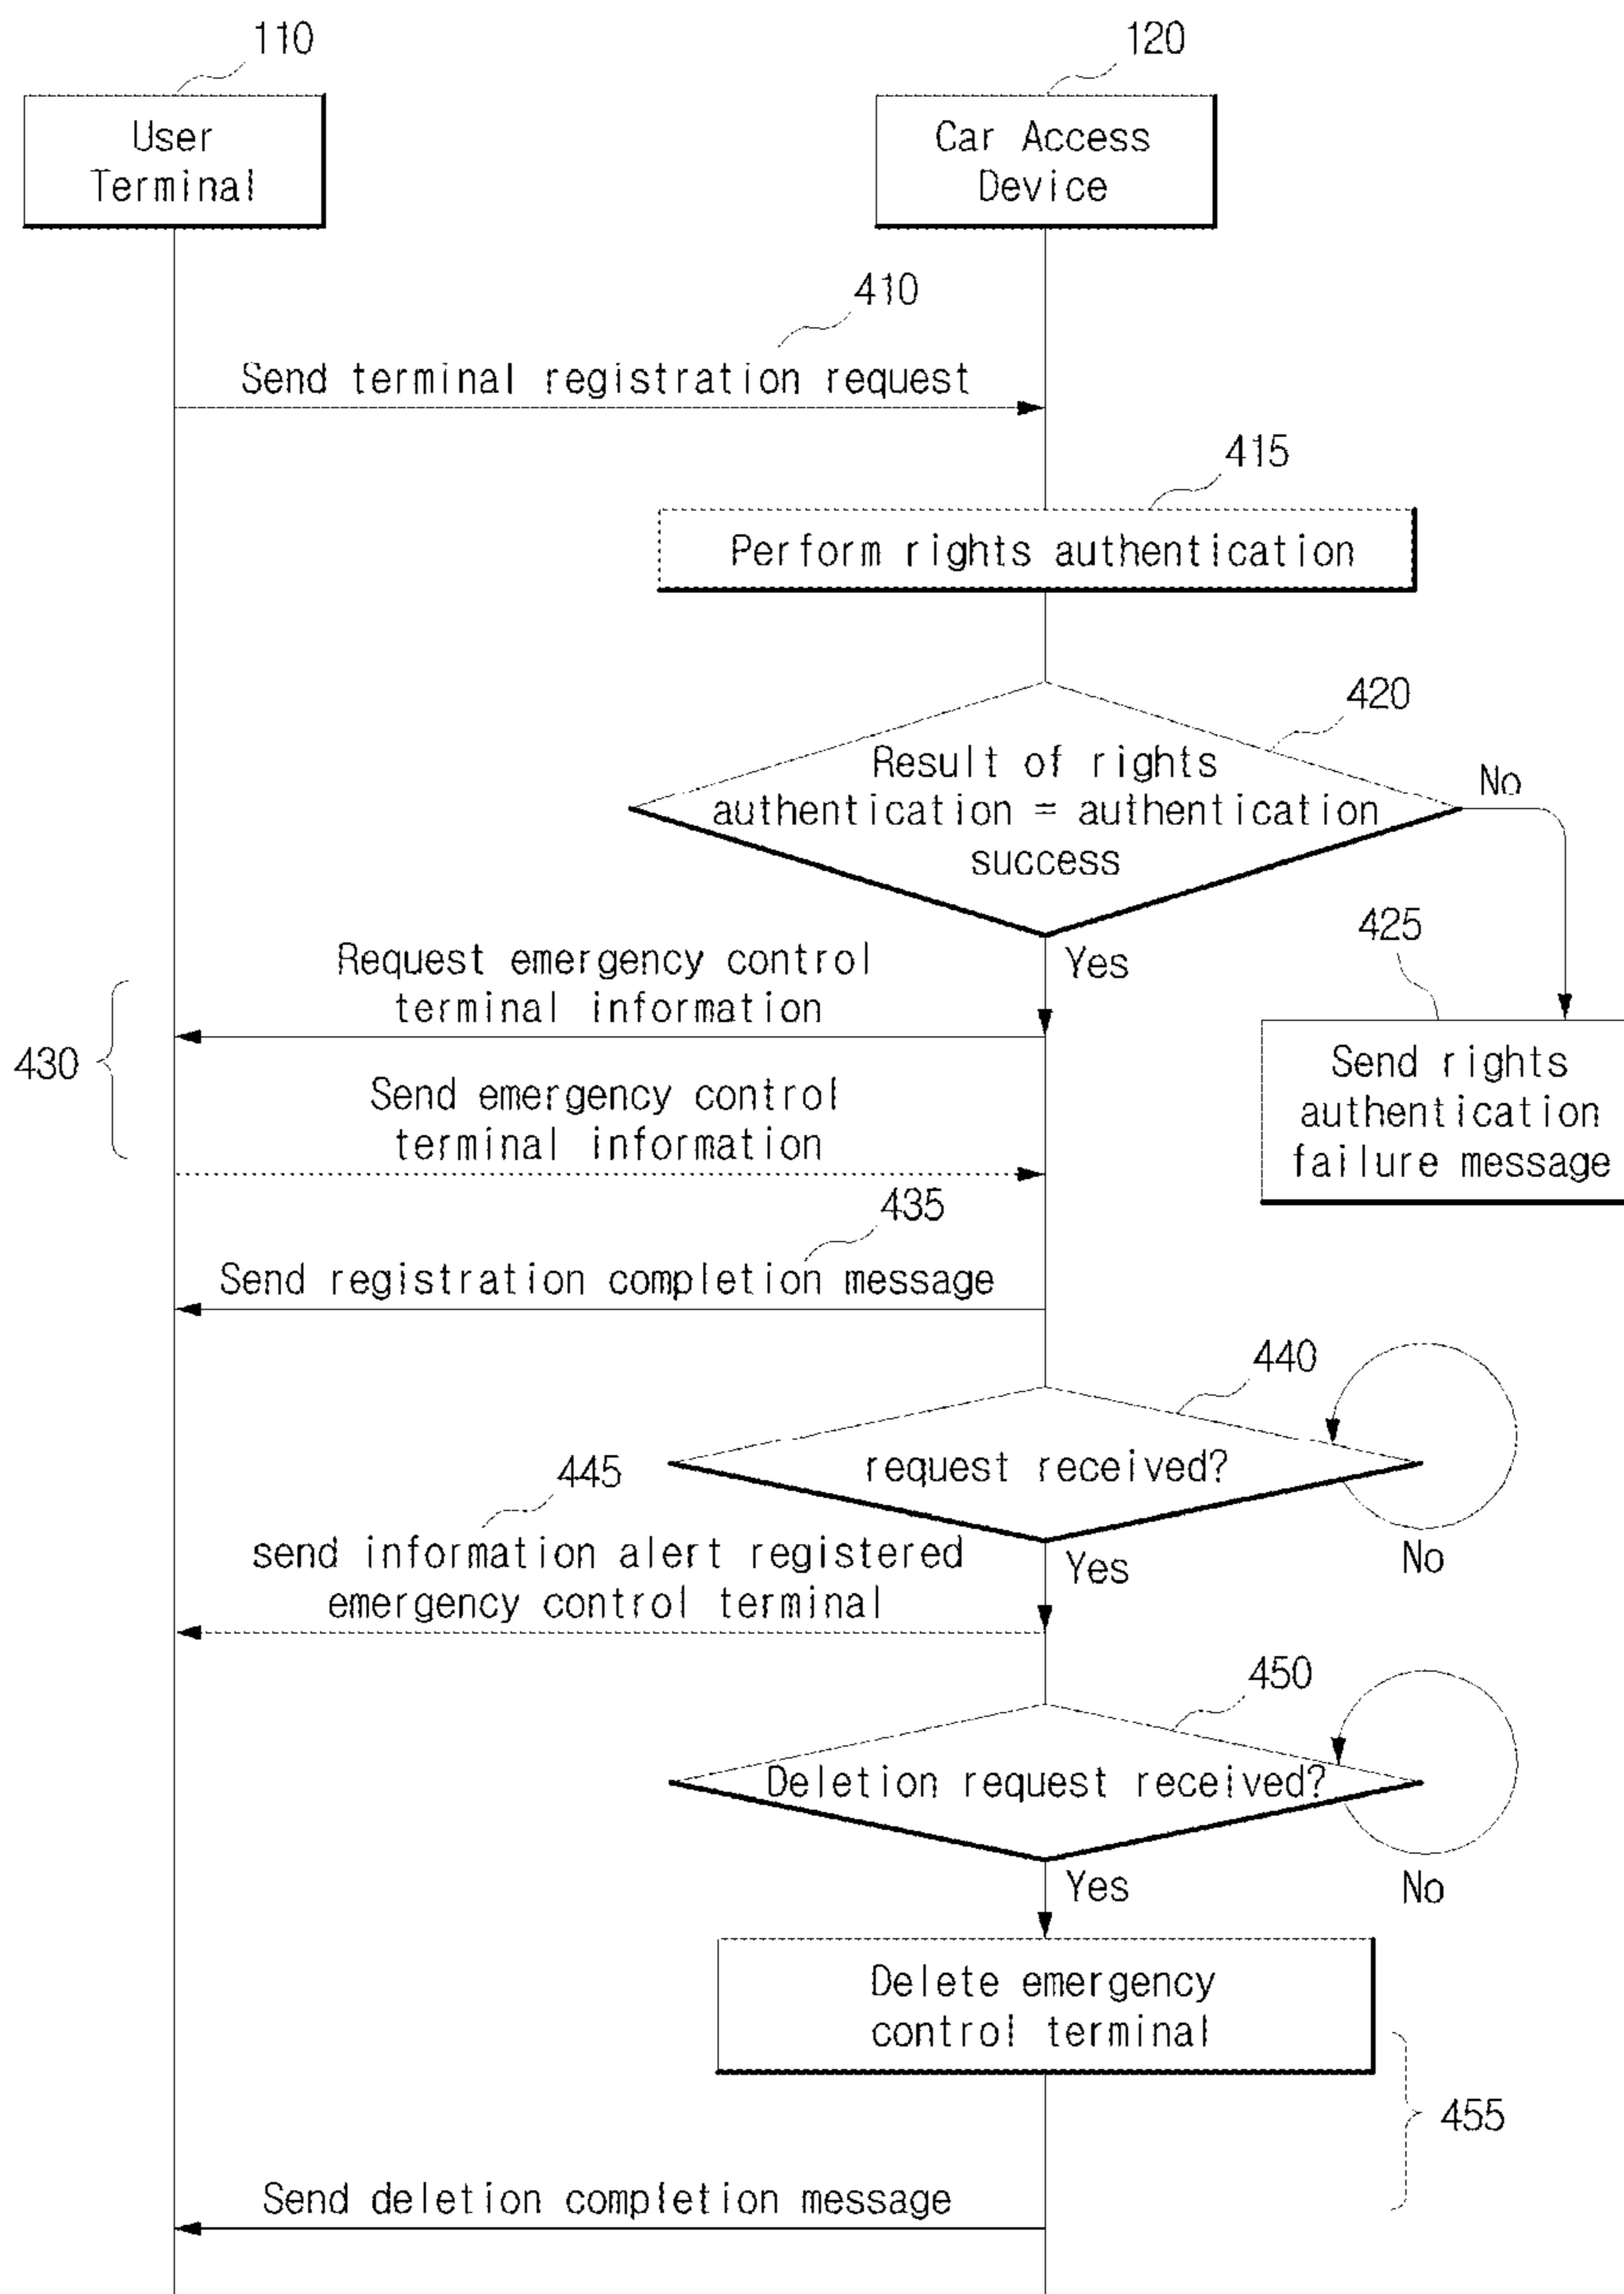 110
120
User
Terminal
Car Access
Device
410
Send terminal registration request
415
Perform rights authentication
420
Result of rights
authentication = authentication
success
No
Yes
425
Request emergency control
terminal information
430
Send rights
authentication
failure message
Send emergency control
terminal information
435
Send registration completion message
440
request received?
445
No
Yes
send information alert registered
emergency control terminal
450
Deletion request received?
Yes
No
Delete emergency
control terminal
455
Send deletion completion message